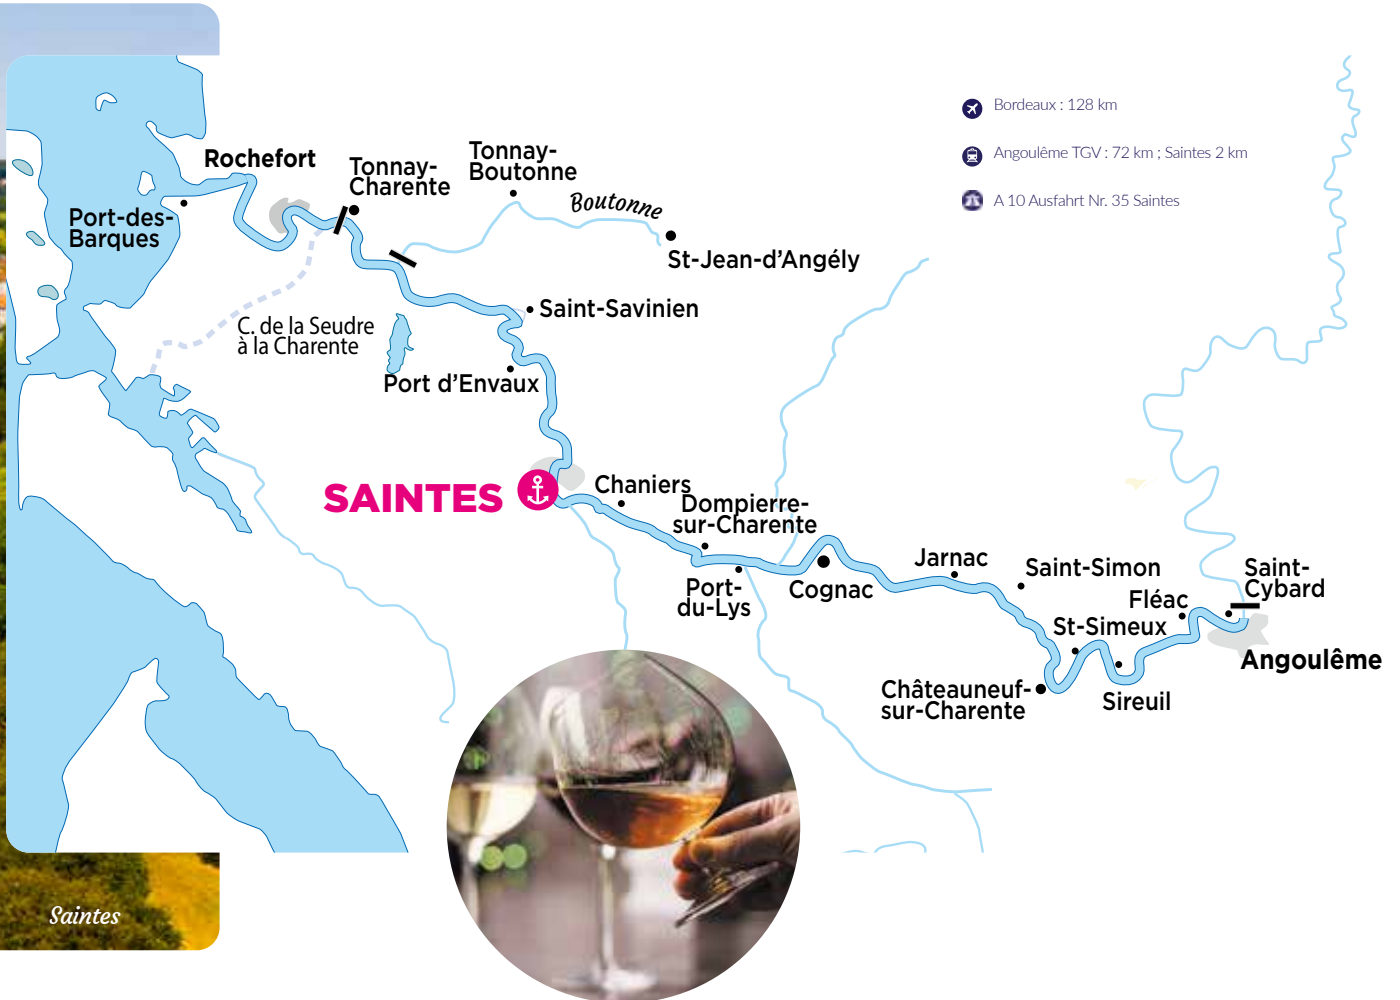 Bordeaux : 128 km
Angoulême TGV : 72 km ; Saintes 2 km
A 10 Ausfahrt Nr. 35 Saintes
Rochefort
Tonnay-
Charente
Tonnay-
Boutonne
Boutonne
Port-des-
Barques
St-Jean-d'Angély
Saint-Savinien
C. de la Seudre
à la Charente
Port d'Envaux
SAINTES
Chaniers
Dompierre-
sur-Charente
Port-
du-Lys
Cognac
Jarnac
Saint-Simon
Saint-
Cybard
Fléac
St-Simeux
Angoulême
Châteauneuf-
sur-Charente
Sireuil
Saintes